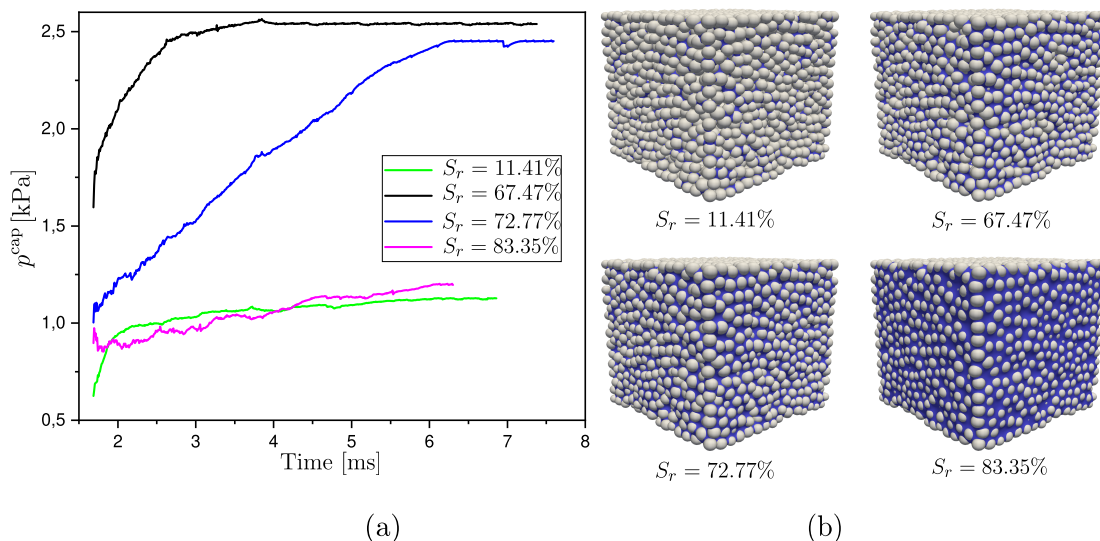 2,5
2,0
1,5
1,0
0,5
p^cap [kPa]
2 3 4 5 6 7 8
Time [ms]
S_r = 11.41%
S_r = 67.47%
S_r = 72.77%
S_r = 83.35%
(a)
S_r = 11.41%
S_r = 67.47%
S_r = 72.77%
S_r = 83.35%
(b)